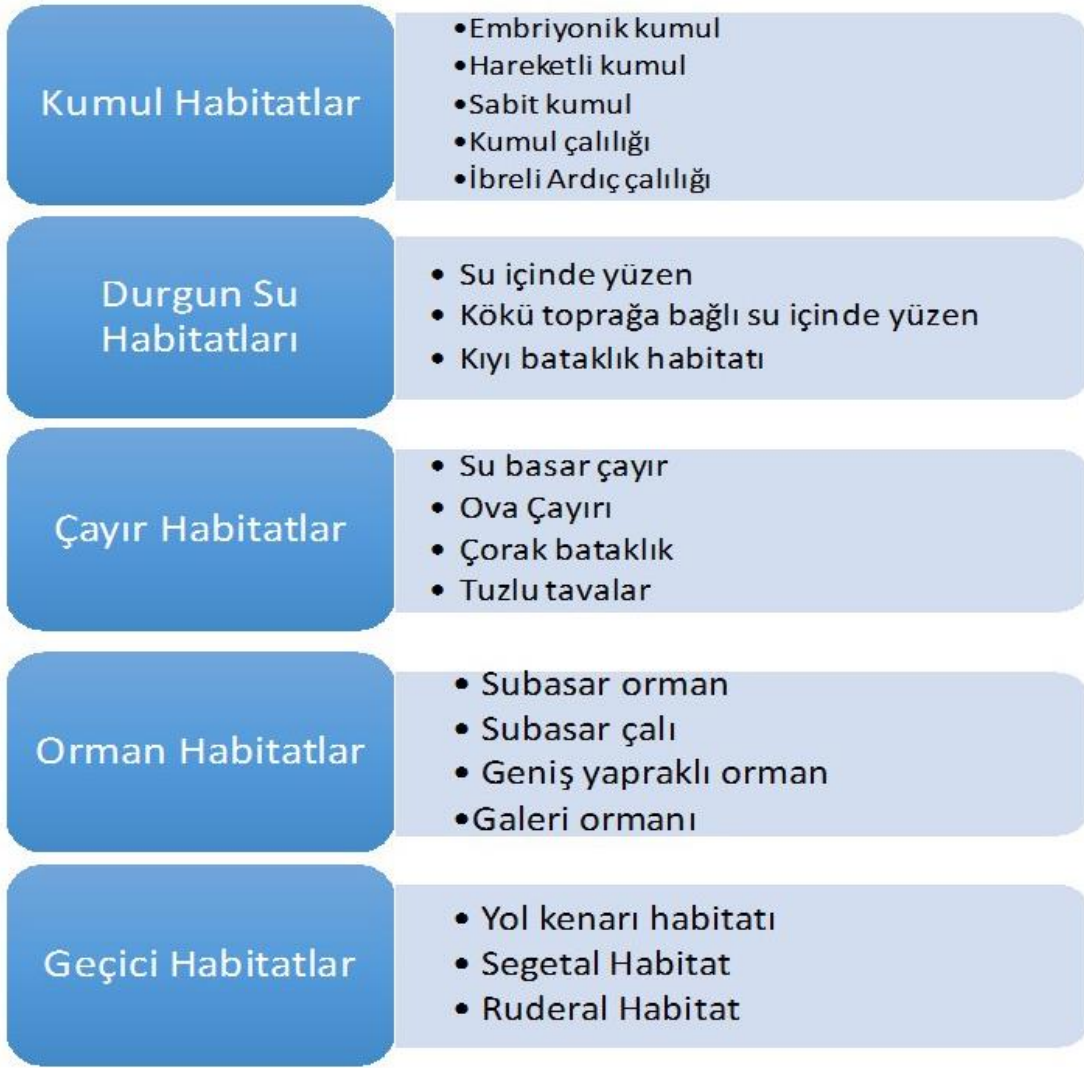 Kumul Habitatlar
•Embriyonik kumul
•Hareketli kumul
•Sabit kumul
•Kumul çalılığı
•İbreli Ardıç çalılığı
Durgun Su
Habitatları
• Su içinde yüzen
• Kökü toprağa bağlı su içinde yüzen
• Kıyı bataklık habitatı
Çayır Habitatlar
• Su basar çayır
• Ova Çayırı
• Çorak bataklık
• Tuzlu tavalar
Orman Habitatlar
• Subasar orman
• Subasar çalı
• Geniş yapraklı orman
•Galeri ormanı
Geçici Habitatlar
• Yol kenarı habitatı
• Segetal Habitat
• Ruderal Habitat